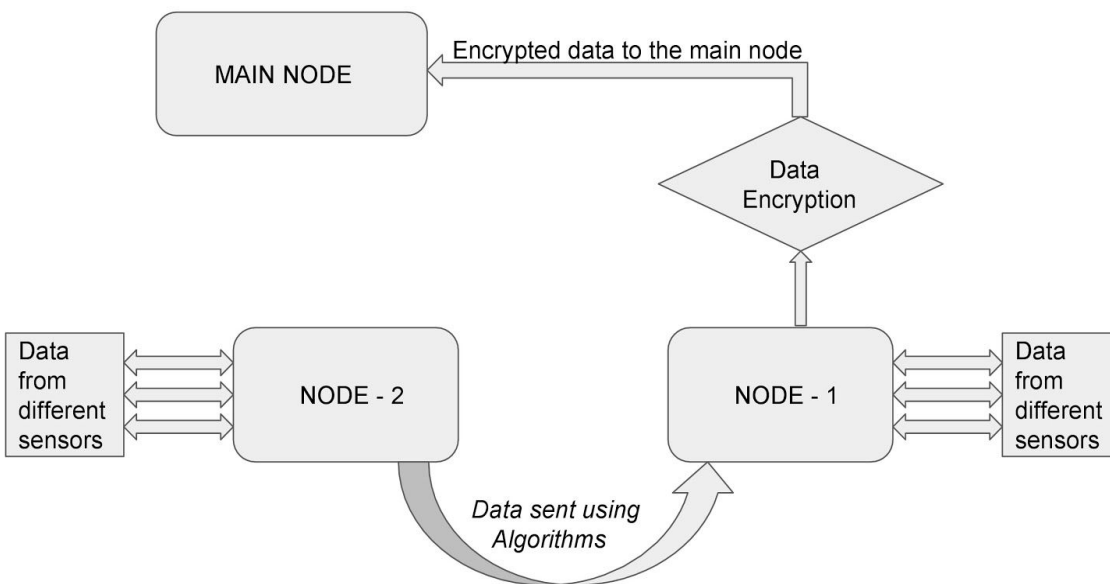 Encrypted data to the main node
MAIN NODE
Data
Encryption
Data
from
different
sensors
NODE - 2
NODE - 1
Data
from
different
sensors
Data sent using
Algorithms